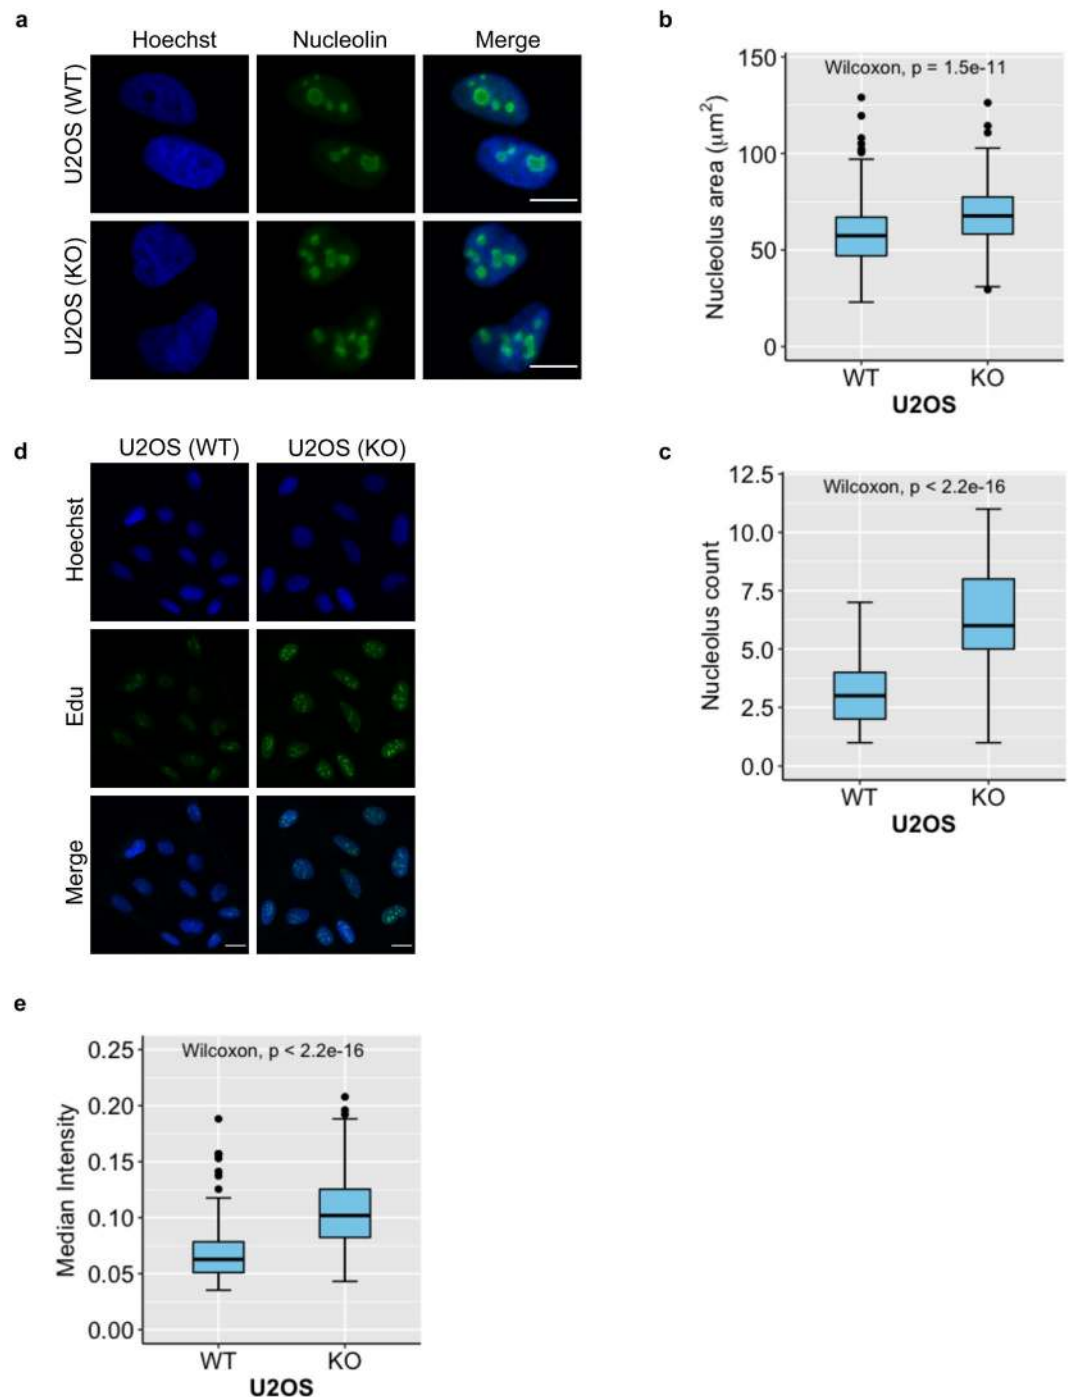 a
Hoechst Nucleolin Merge
U2OS (WT)
U2OS (KO)
b
Wilcoxon, p = 1.5e-11
Nucleolus area (μm²)
150
100
50
0
WT KO
U2OS
d
U2OS (WT) U2OS (KO)
Hoechst
Edu
Merge
c
Wilcoxon, p < 2.2e-16
Nucleolus count
12.5
10.0
7.5
5.0
2.5
0.0
WT KO
U2OS
e
Wilcoxon, p < 2.2e-16
Median Intensity
0.25
0.20
0.15
0.10
0.05
0.00
WT KO
U2OS